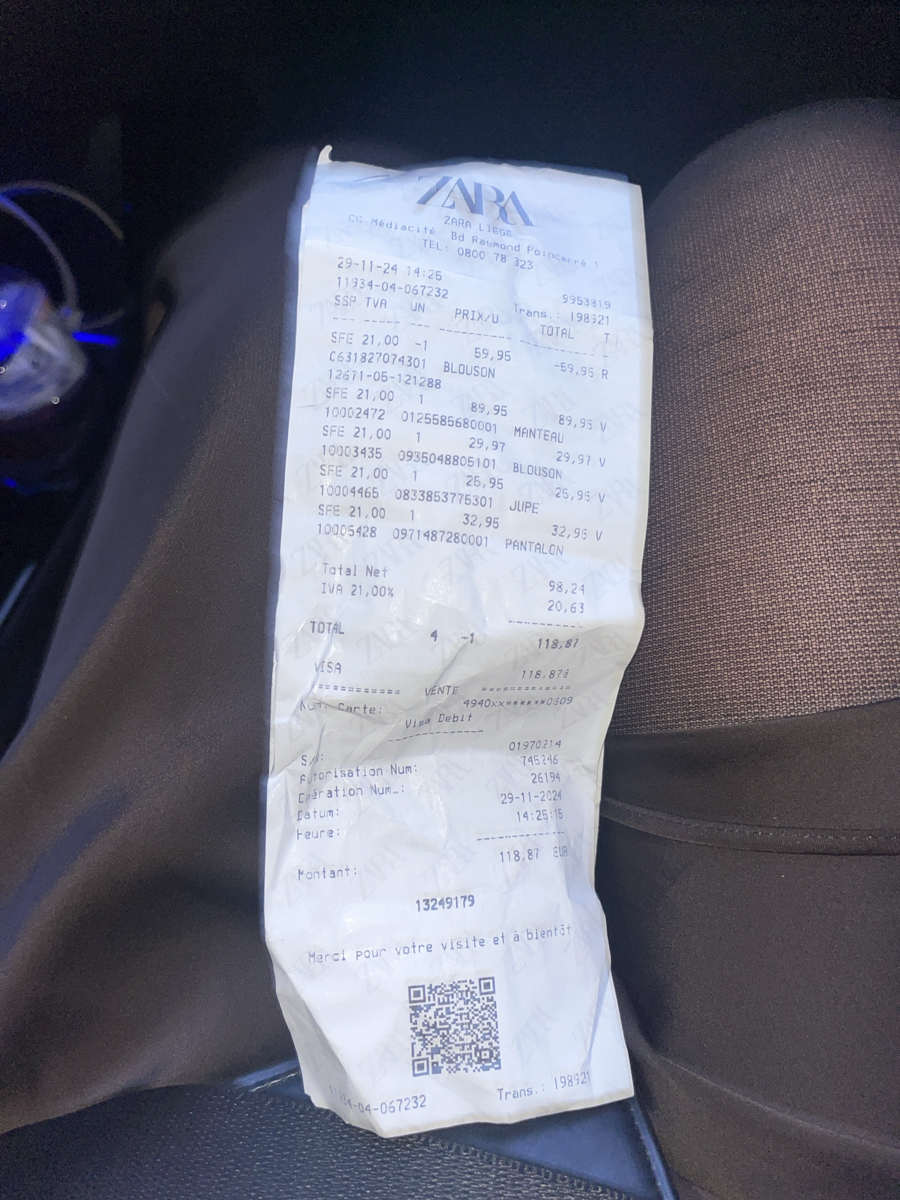 ZARA
ZARA LIEGE
CC Médiacité Bd Raymond Poincarré 1
TEL: 0800 78 323
29-11-24 14:25 9953819
11934-04-067232 Trans.: 198921
SSP TVA UN PRIX/U TOTAL T
SFE 21,00 -1 59,95 -59,95 R
0631827074301 BLOUSON
12671-05-121288
SFE 21,00 1 89,95 89,95 V
10002472 0125585680001 MANTEAU
SFE 21,00 1 29,97 29,97 V
10003435 0935048805101 BLOUSON
SFE 21,00 1 25,95 25,95 V
10004465 0833853775301 JUPE
SFE 21,00 1 32,95 32,95 V
10005428 0971487280001 PANTALON
Total Net 98,24
IVA 21,00% 20,63
TOTAL 4 -1 118,87
VISA 118,87€
=========== VENTE ===========
Num. Carte: 4940xx******0609
Visa Debit
01970314
Autorisation Num: 745246
Opération Num…: 26194
Datum: 29-11-2024
Heure: 14:25:16
Montant: 118,87 EUR
13249179
Merci pour votre visite et à bientôt
11934-04-067232 Trans.: 198921